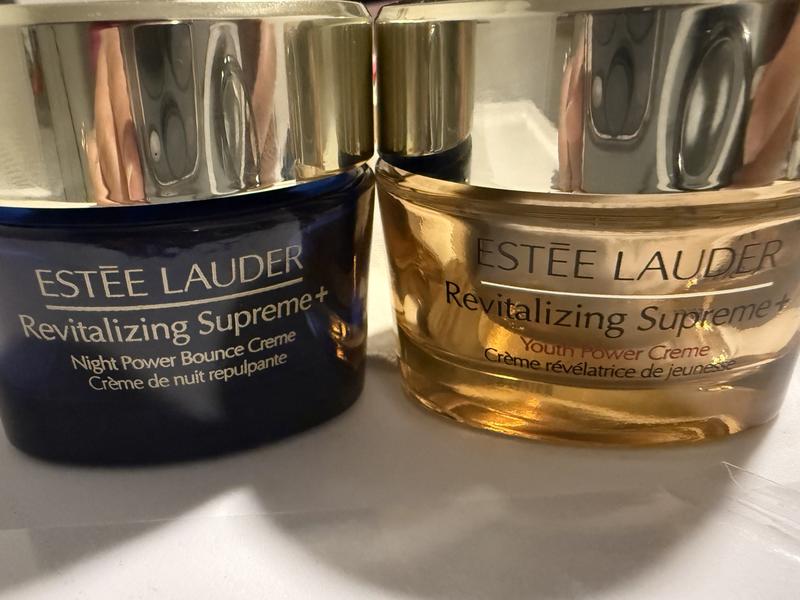 ESTĒE LAUDER
Revitalizing Supreme+
Night Power Bounce Creme
Crème de nuit repulpante
ESTĒE LAUDER
Revitalizing Supreme+
Youth Power Creme
Crème révélatrice de jeunesse